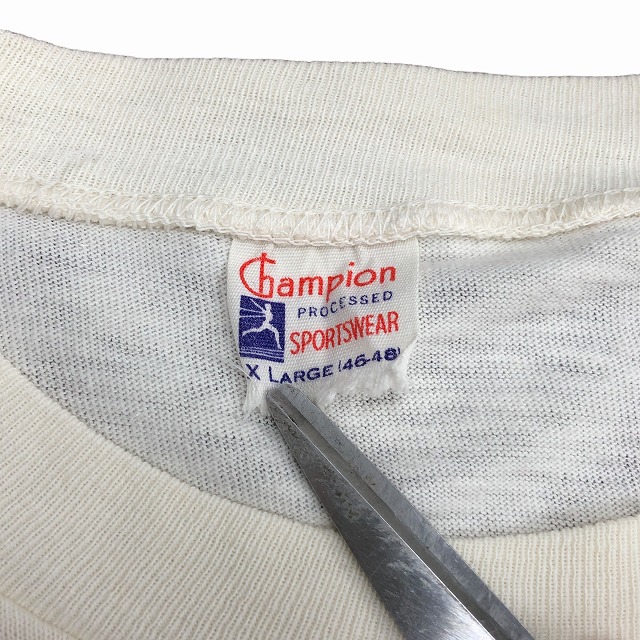 Champion
PROCESSED
SPORTSWEAR
X LARGE (46-48)